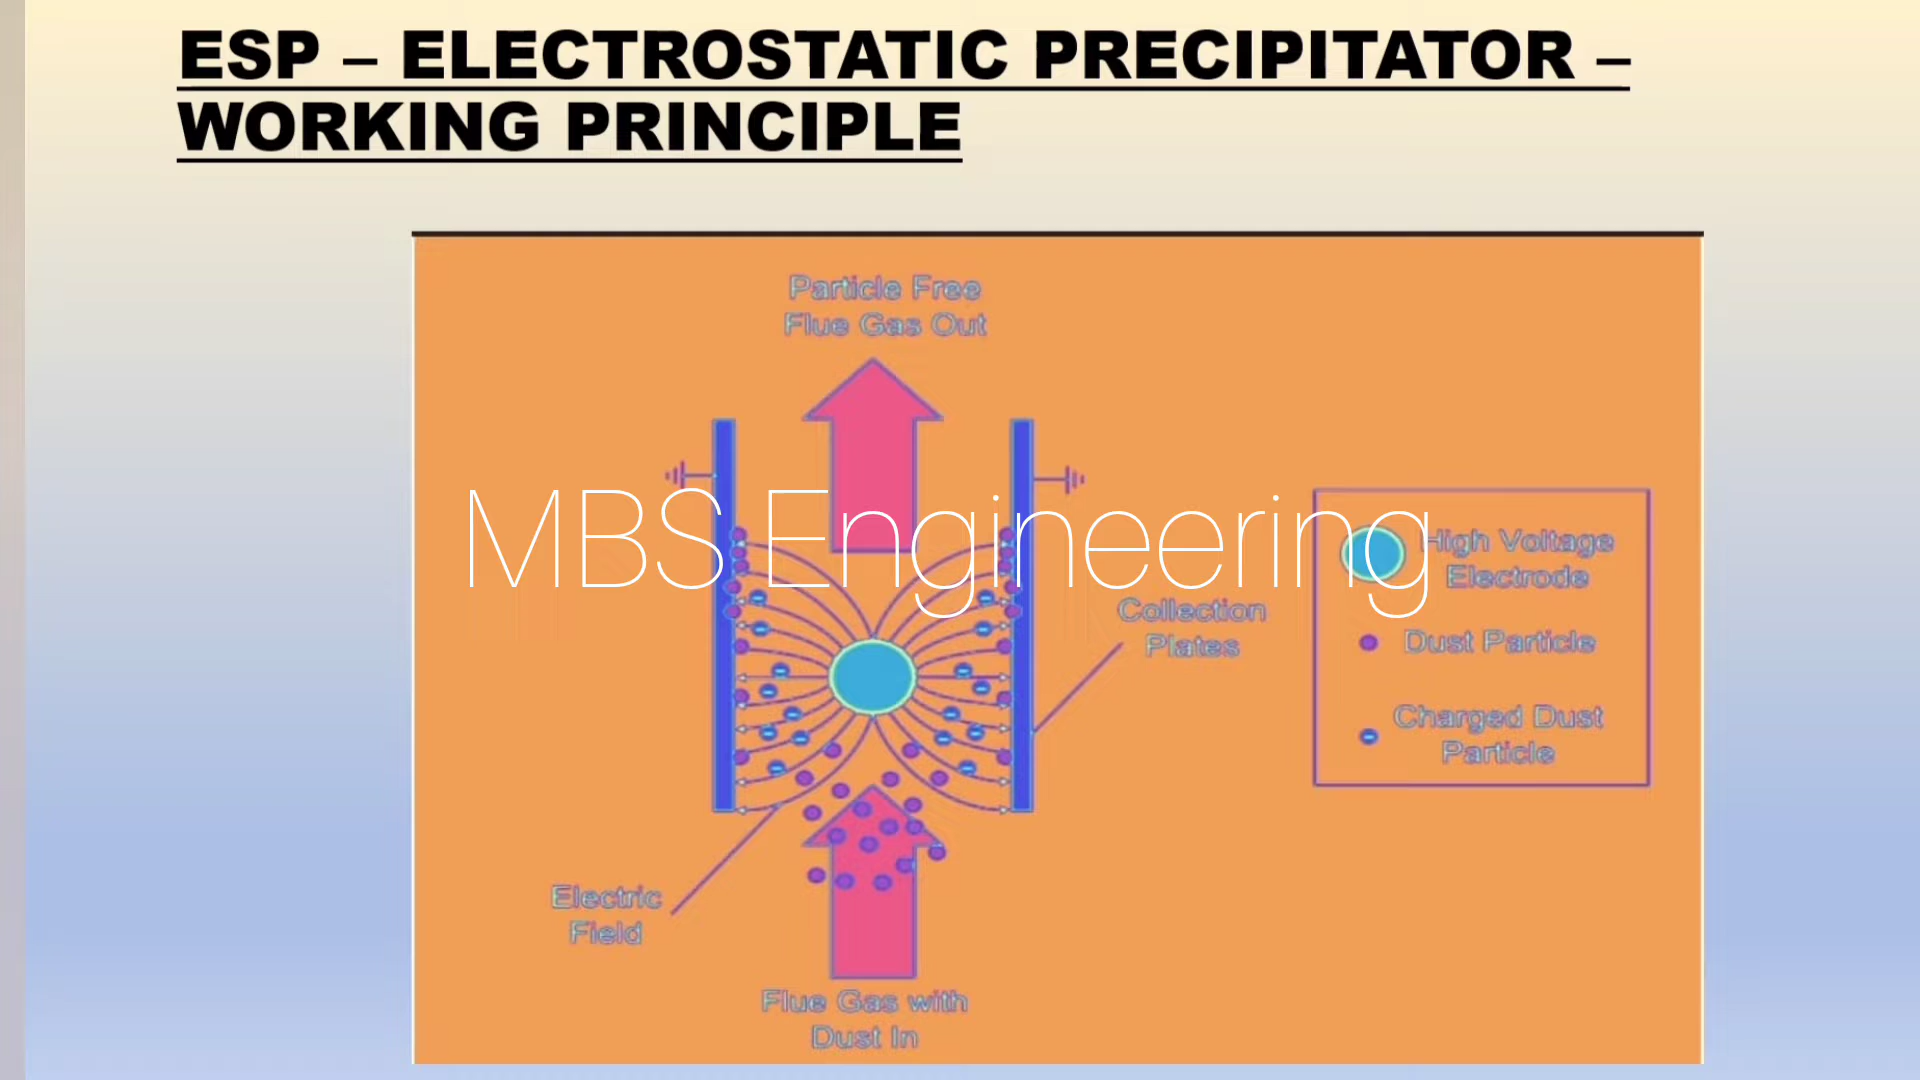 ESP – ELECTROSTATIC PRECIPITATOR –
WORKING PRINCIPLE
Particle Free
Flue Gas Out
MBS Engineering
High Voltage
Electrode
Collection
Plates
Dust Particle
Charged Dust
Particle
Electric
Field
Flue Gas with
Dust In